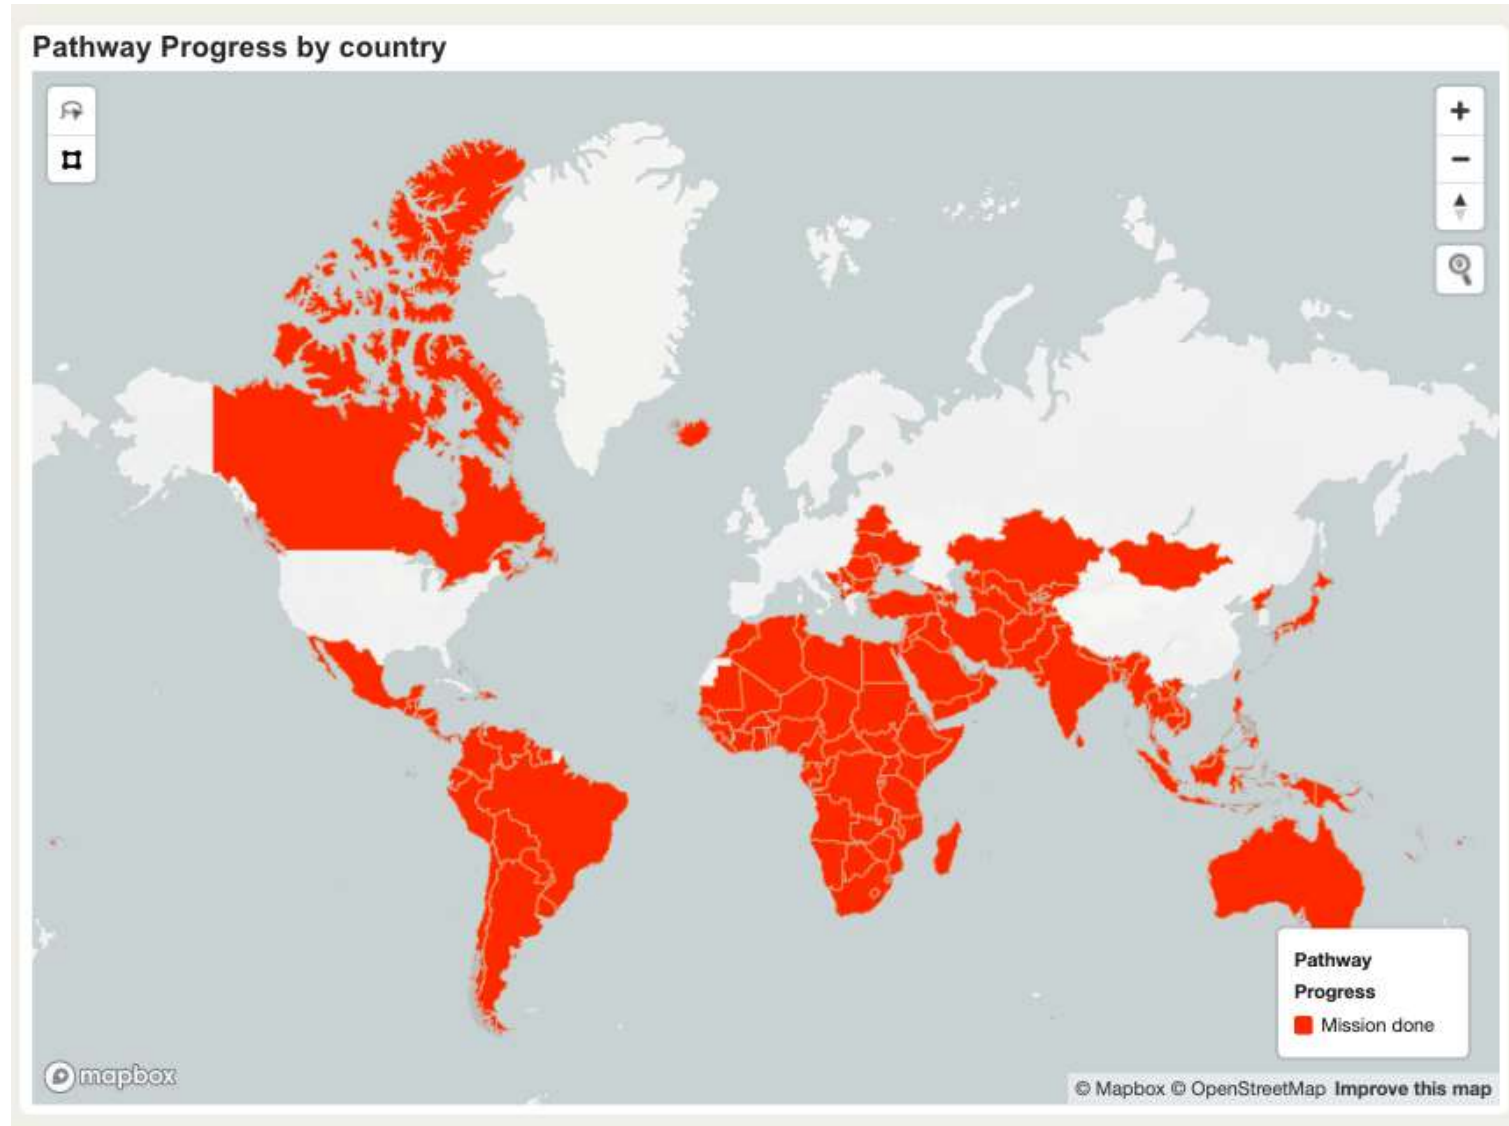 Pathway Progress by country
Pathway
Progress
Mission done
mapbox
© Mapbox © OpenStreetMap Improve this map